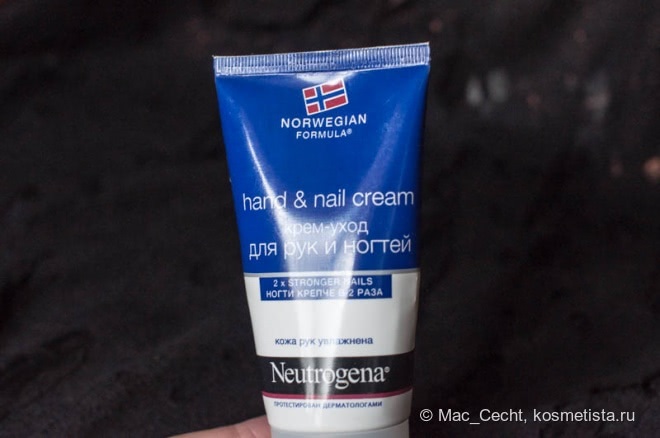 NORWEGIAN
FORMULA®
hand & nail cream
крем-уход
для рук и ногтей
2 x STRONGER NAILS
НОГТИ КРЕПЧЕ В 2 РАЗА
кожа рук увлажнена
Neutrogena®
ПРОТЕСТИРОВАН ДЕРМАТОЛОГАМИ
© Mac_Cecht, kosmetista.ru